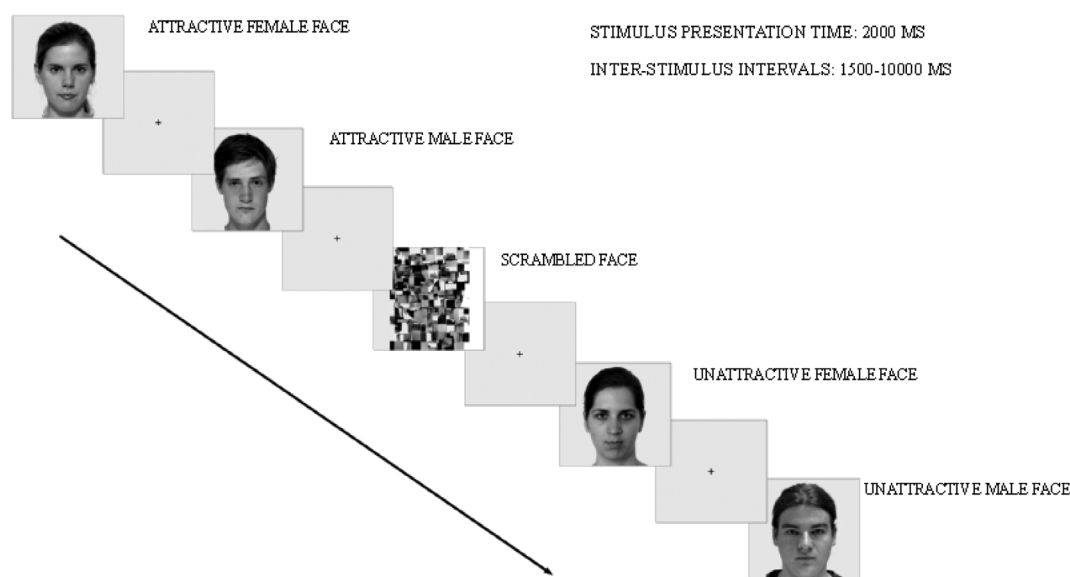 ATTRACTIVE FEMALE FACE
STIMULUS PRESENTATION TIME: 2000 MS
INTER-STIMULUS INTERVALS: 1500-10000 MS
ATTRACTIVE MALE FACE
SCRAMBLED FACE
UNATTRACTIVE FEMALE FACE
UNATTRACTIVE MALE FACE